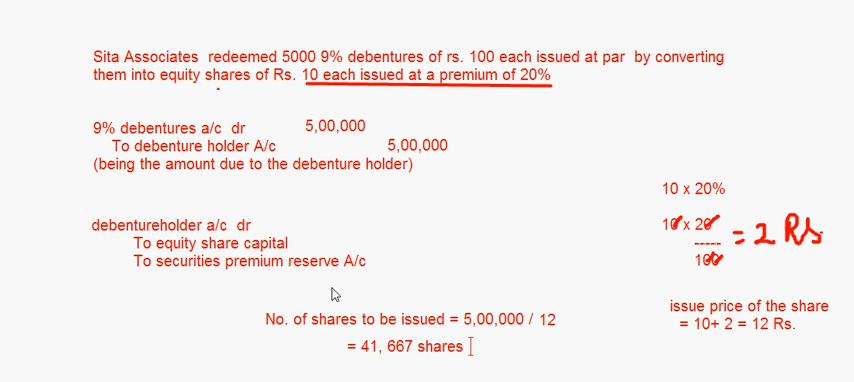 Sita Associates redeemed 5000 9% debentures of rs. 100 each issued at par by converting
them into equity shares of Rs. 10 each issued at a premium of 20%
9% debentures a/c dr 5,00,000
To debenture holder A/c 5,00,000
(being the amount due to the debenture holder)
10 x 20%
debentureholder a/c dr
10 x 20 = 2 Rs.
To equity share capital
-----
To securities premium reserve A/c
100
issue price of the share
No. of shares to be issued = 5,00,000 / 12
= 10+ 2 = 12 Rs.
= 41, 667 shares